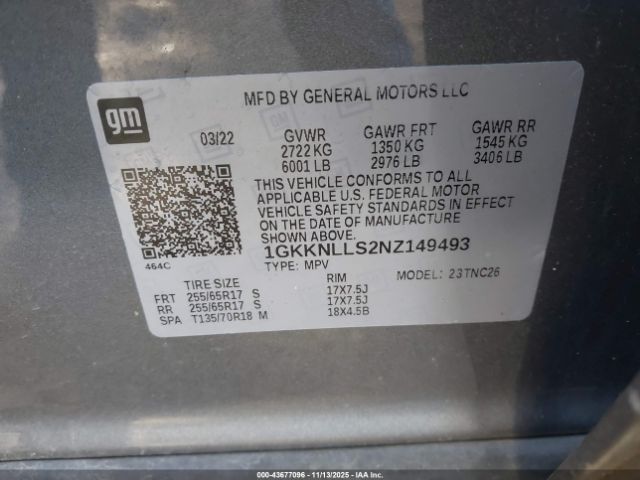 gm
MFD BY GENERAL MOTORS LLC
03/22 GVWR GAWR FRT GAWR RR
2722 KG 1350 KG 1545 KG
6001 LB 2976 LB 3406 LB
THIS VEHICLE CONFORMS TO ALL
APPLICABLE U.S. FEDERAL MOTOR
VEHICLE SAFETY STANDARDS IN EFFECT
ON THE DATE OF MANUFACTURE
SHOWN ABOVE.
464C 1GKKNLLS2NZ149493
TYPE: MPV MODEL: 23TNC26
TIRE SIZE RIM
FRT 255/65R17 S 17X7.5J
RR 255/65R17 S 17X7.5J
SPA T135/70R18 M 18X4.5B
000-43677096 - 11/13/2025 - IAA Inc.